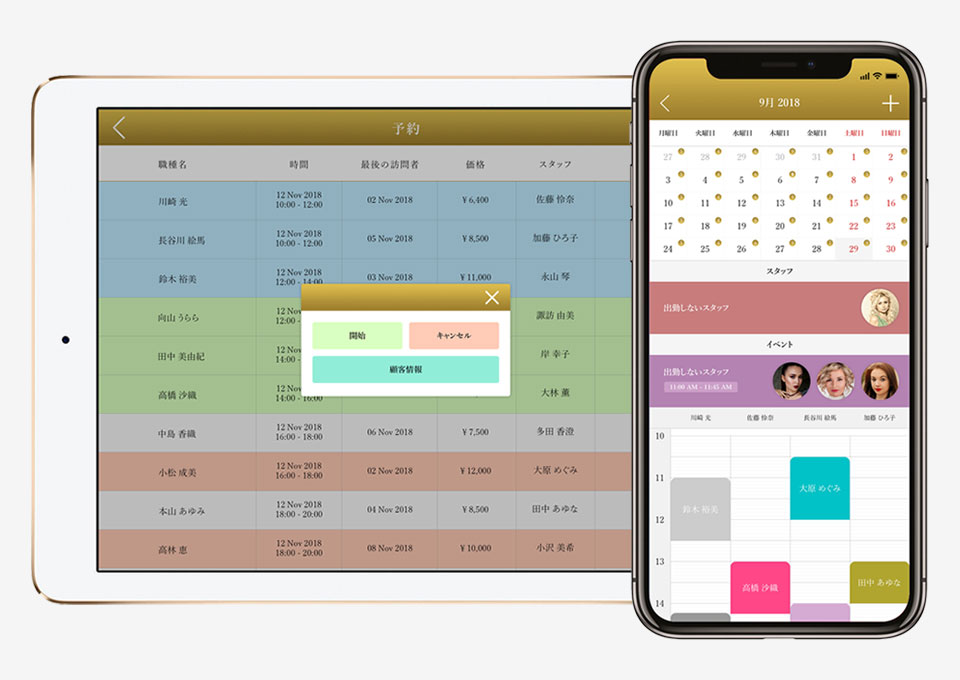 予約
職種名 時間 最後の訪問者 価格 スタッフ
川崎 光 12 Nov 2018 10:00 - 12:00 02 Nov 2018 ¥ 6,400 佐藤 怜奈
長谷川 絵馬 12 Nov 2018 10:00 - 12:00 05 Nov 2018 ¥ 8,500 加藤 ひろ子
鈴木 裕美 12 Nov 2018 12:00 - 14:00 03 Nov 2018 ¥ 11,000 永山 琴
向山 うらら 12 Nov 12:00 - 諏訪 由美
田中 美由紀 12 Nov 14:00 - 岸 幸子
高橋 沙織 12 Nov 14:00 - 16:00 大林 薫
中島 香織 12 Nov 2018 16:00 - 18:00 06 Nov 2018 ¥ 7,500 多田 香澄
小松 成美 12 Nov 2018 16:00 - 18:00 02 Nov 2018 ¥ 12,000 大原 めぐみ
本山 あゆみ 12 Nov 2018 18:00 - 20:00 04 Nov 2018 ¥ 8,500 田中 あゆな
高林 恵 12 Nov 2018 18:00 - 20:00 08 Nov 2018 ¥ 10,000 小沢 美希
開始 キャンセル
顧客情報
9月 2018
月曜日 火曜日 水曜日 木曜日 金曜日 土曜日 日曜日
27 28 29 30 31 1 2
3 4 5 6 7 8 9
10 11 12 13 14 15 16
17 18 19 20 21 22 23
24 25 26 27 28 29 30
スタッフ
出勤しないスタッフ
イベント
出勤しないスタッフ
11:00 AM - 11:45 AM
川崎 光 佐藤 怜奈 長谷川 絵馬 加藤 ひろ子
10
11
大原 めぐみ
鈴木 裕美
12
13
高橋 沙織 田中 あゆな
14